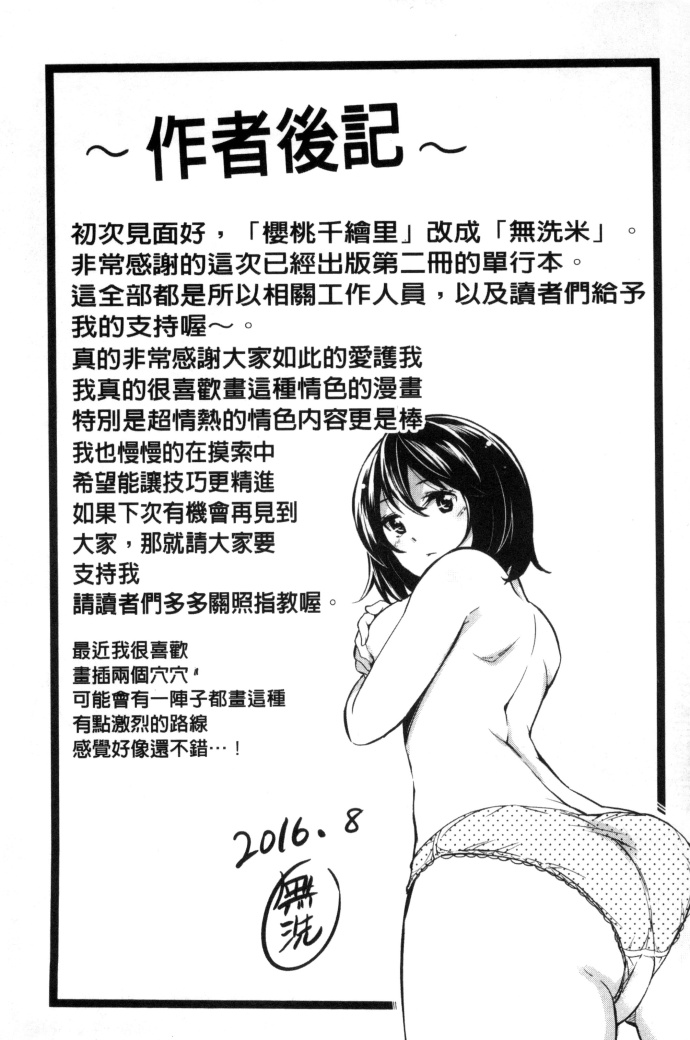 ~作者後記~
初次見面好，「櫻桃千繪里」改成「無洗米」。
非常感謝的這次已經出版第二冊的單行本。
這全部都是所以相關工作人員，以及讀者們給予
我的支持喔～。
真的非常感謝大家如此的愛護我
我真的很喜歡畫這種情色的漫畫
特別是超情熱的情色內容更是棒
我也慢慢的在摸索中
希望能讓技巧更精進
如果下次有機會再見到
大家，那就請大家要
支持我
請讀者們多多關照指教喔。
最近我很喜歡
畫插兩個穴穴〃
可能會有一陣子都畫這種
有點激烈的路線
感覺好像還不錯…！
2016.8
無洗